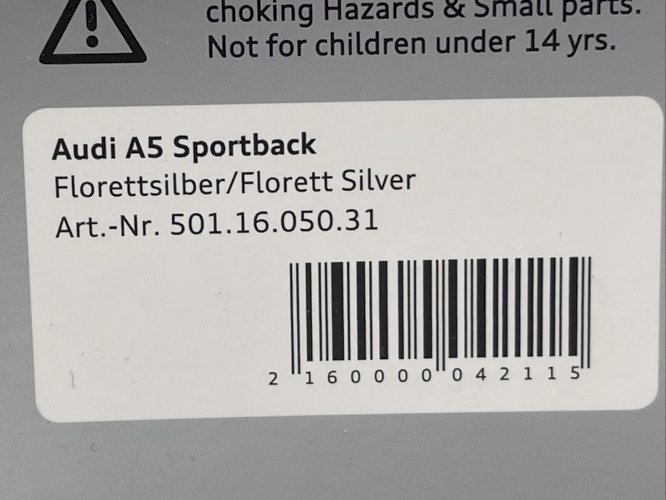 choking Hazards & Small parts.
Not for children under 14 yrs.
Audi A5 Sportback
Florettsilber/Florett Silver
Art.-Nr. 501.16.050.31
2 160000 042115